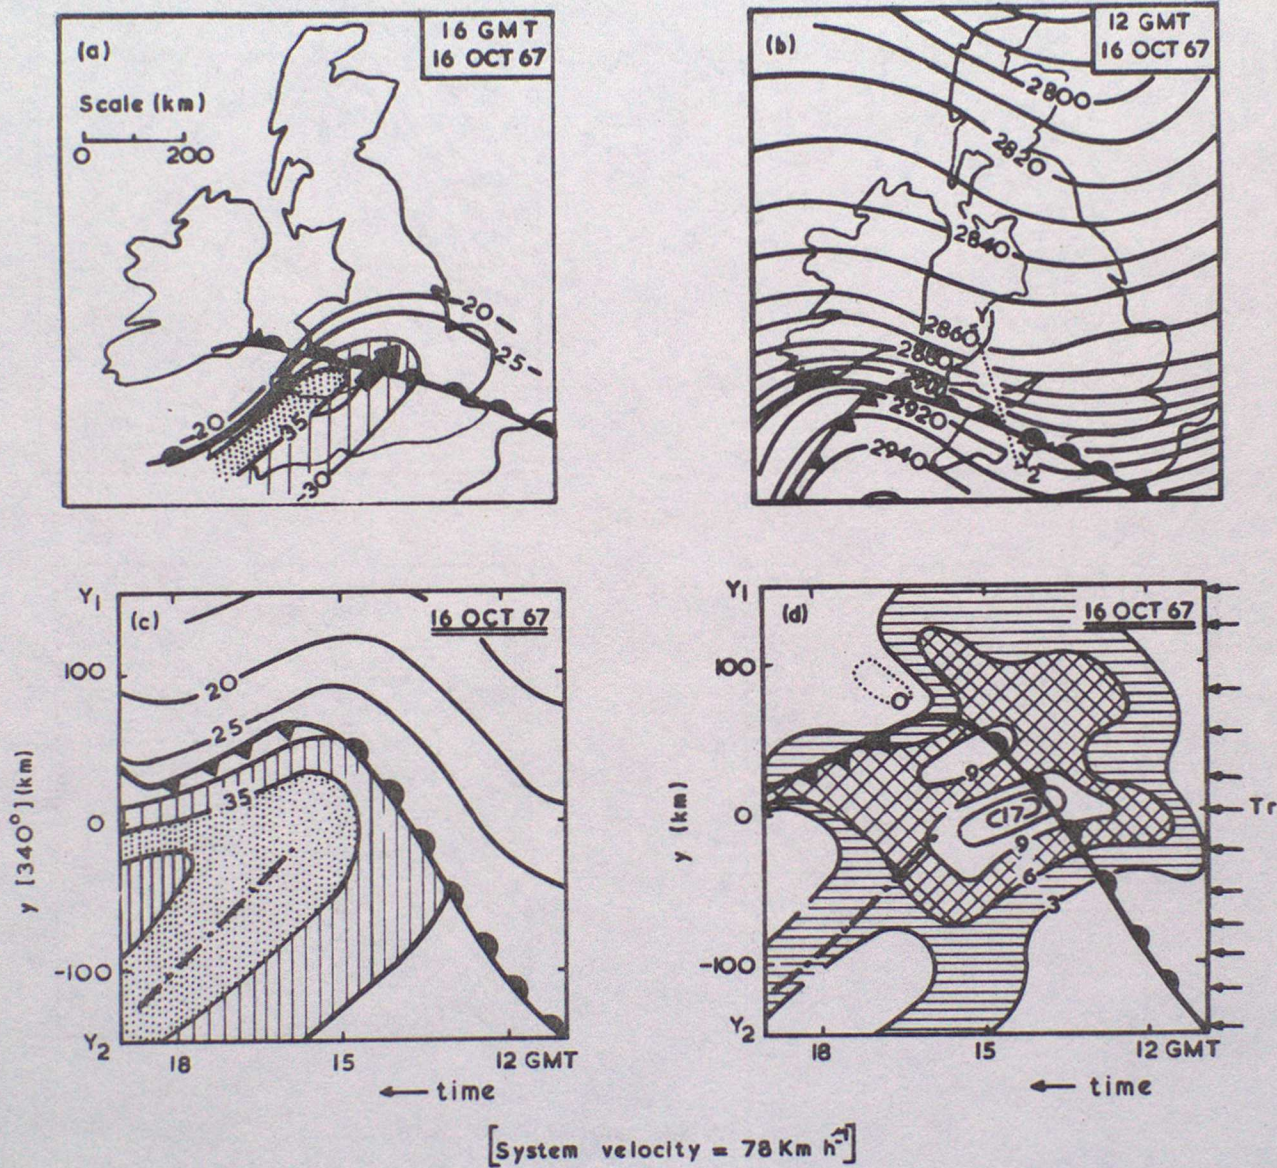 (a)
16 GMT
16 OCT 67
Scale (km)
0 200
20
25
20
35
30
(b)
12 GMT
16 OCT 67
2800
2820
2840
Y1
2860
2880
2920
2940
Y2
(c)
16 OCT 67
Y1
100
0
-100
Y2
y [340°] (km)
20
25
35
18 15 12 GMT
← time
(d)
16 OCT 67
Y1
100
0
-100
Y2
y (km)
9
9
6
3
Tr
18 15 12 GMT
← time
[System velocity = 78 Km h-1]